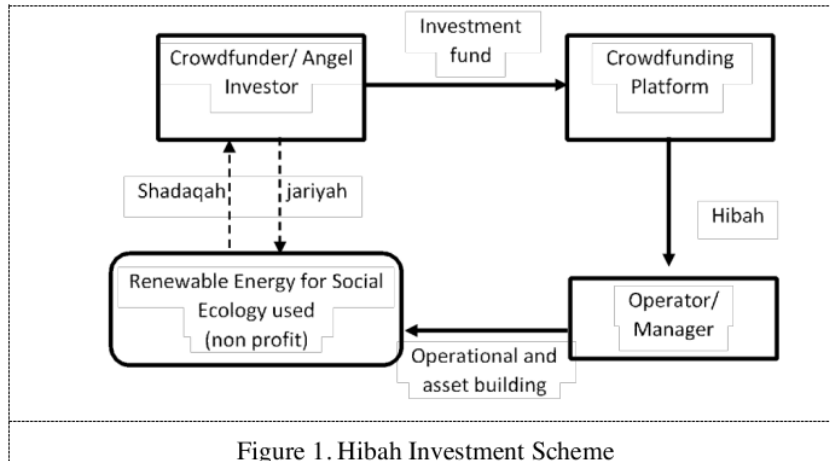 Crowdfunder/ Angel
Investor
Investment
fund
Crowdfunding
Platform
Shadaqah
jariyah
Hibah
Renewable Energy for Social
Ecology used
(non profit)
Operator/
Manager
Operational and
asset building
Figure 1. Hibah Investment Scheme